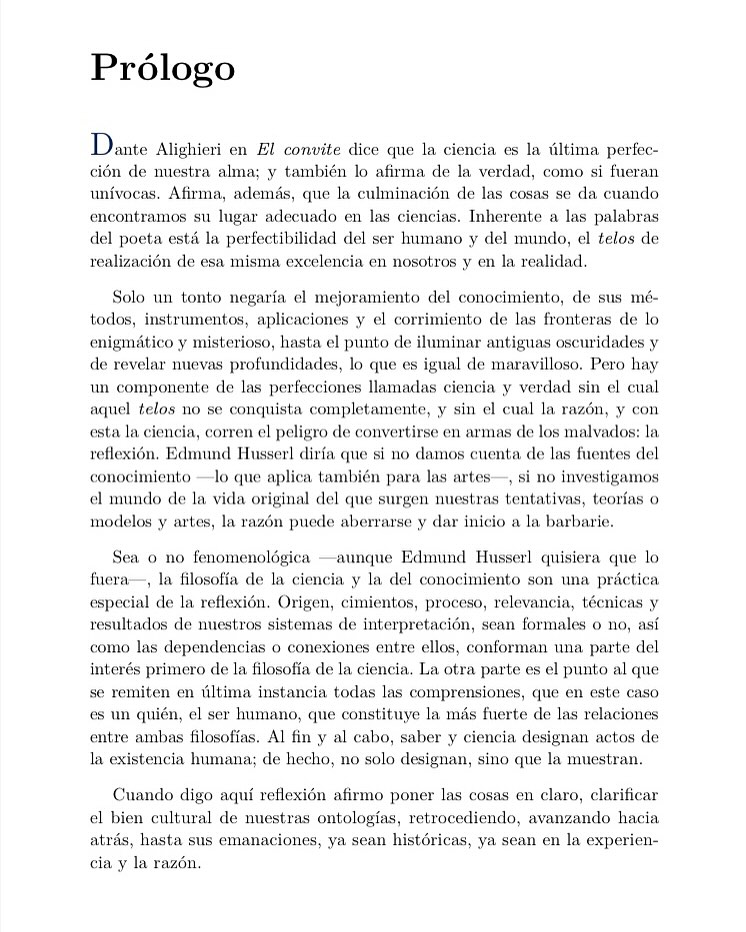 Prólogo
Dante Alighieri en El convite dice que la ciencia es la última perfec-
ción de nuestra alma; y también lo afirma de la verdad, como si fueran
unívocas. Afirma, además, que la culminación de las cosas se da cuando
encontramos su lugar adecuado en las ciencias. Inherente a las palabras
del poeta está la perfectibilidad del ser humano y del mundo, el telos de
realización de esa misma excelencia en nosotros y en la realidad.
Solo un tonto negaría el mejoramiento del conocimiento, de sus mé-
todos, instrumentos, aplicaciones y el corrimiento de las fronteras de lo
enigmático y misterioso, hasta el punto de iluminar antiguas oscuridades y
de revelar nuevas profundidades, lo que es igual de maravilloso. Pero hay
un componente de las perfecciones llamadas ciencia y verdad sin el cual
aquel telos no se conquista completamente, y sin el cual la razón, y con
esta la ciencia, corren el peligro de convertirse en armas de los malvados: la
reflexión. Edmund Husserl diría que si no damos cuenta de las fuentes del
conocimiento —lo que aplica también para las artes—, si no investigamos
el mundo de la vida original del que surgen nuestras tentativas, teorías o
modelos y artes, la razón puede aberrarse y dar inicio a la barbarie.
Sea o no fenomenológica —aunque Edmund Husserl quisiera que lo
fuera—, la filosofía de la ciencia y la del conocimiento son una práctica
especial de la reflexión. Origen, cimientos, proceso, relevancia, técnicas y
resultados de nuestros sistemas de interpretación, sean formales o no, así
como las dependencias o conexiones entre ellos, conforman una parte del
interés primero de la filosofía de la ciencia. La otra parte es el punto al que
se remiten en última instancia todas las comprensiones, que en este caso
es un quién, el ser humano, que constituye la más fuerte de las relaciones
entre ambas filosofías. Al fin y al cabo, saber y ciencia designan actos de
la existencia humana; de hecho, no solo designan, sino que la muestran.
Cuando digo aquí reflexión afirmo poner las cosas en claro, clarificar
el bien cultural de nuestras ontologías, retrocediendo, avanzando hacia
atrás, hasta sus emanaciones, ya sean históricas, ya sean en la experien-
cia y la razón.